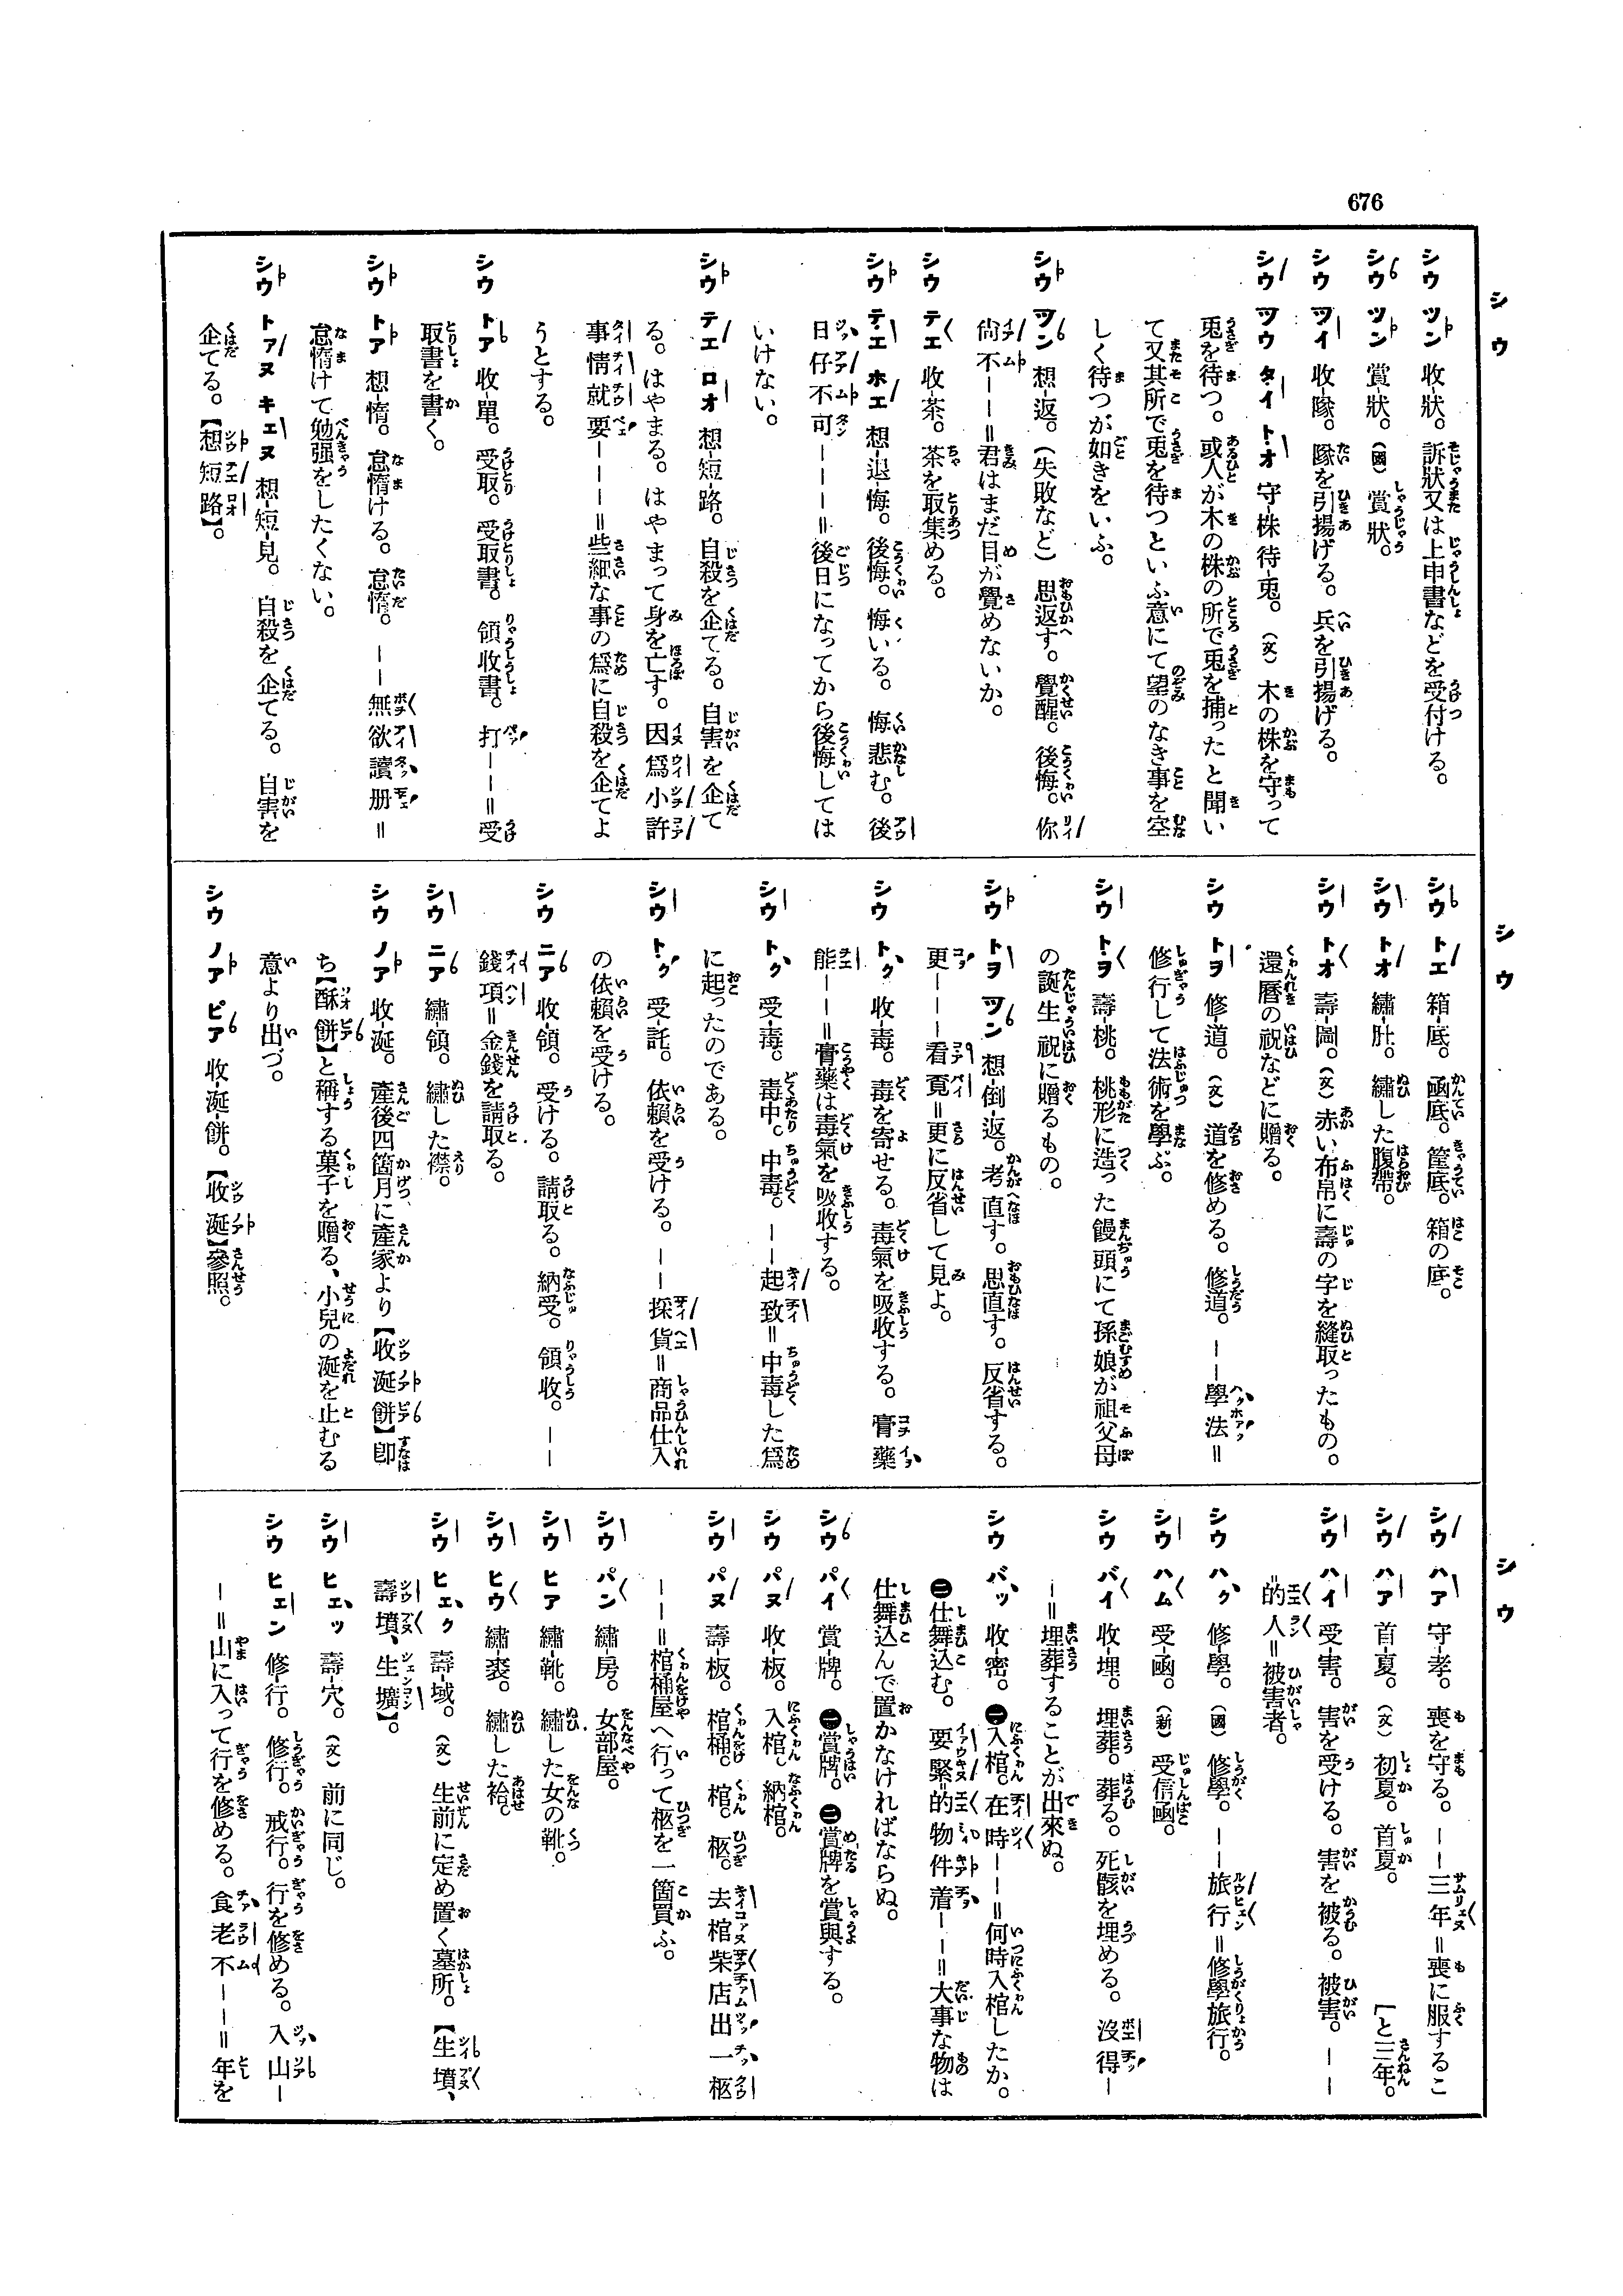 676
シウ
シウ ツン 收-狀。訴狀又は上申書などを受付ける。
シウ ツン 賞-狀。(國)賞狀。
シウ ツイ 收-隊。隊を引揚げる。兵を引揚げる。
シウ ツウ タイ トオ 守-株 待-兎。(文)木の株を守って
兎を待つ。或人が木の株の所で兎を捕ったと聞い
て又其所で兎を待つといふ意にて望のなき事を空
しく待つが如きをいふ。
シウ ツン 想-返。(失敗など)思返す。覺醒。後悔。你
尙不――=君はまだ目が覺めないか。
シウ テエ 收-茶。茶を取集める。
シウ テエ ホエ 想-退-悔。後悔。悔いる。悔悲む。後
日仔不可―――=後日になってから後悔しては
いけない。
シウ テエ ロオ 想-短-路。自殺を企てる。自害を企て
る。はやまる。はやまって身を亡す。因爲小許
事情就要―――=些細な事の爲に自殺を企てよ
うとする。
シウ トア 收-單。受取。受取書。領收書。打――=受
取書を書く。
シウ トア 想-惰。怠惰ける。怠惰。――無欲讀册=
怠惰けて勉强をしたくない。
シウ トアヌ キエヌ 想-短-見。自殺を企てる。自害を
企てる。【想短路】。
シウ
シウ トエ 箱-底。凾底。筐底。箱の底。
シウ トオ 繡-肚。繡した腹帶。
シウ トオ 壽-圖。(文)赤い布帛に壽の字を縫取ったもの。
還曆の祝などに贈る。
シウ トヲ 修-道。(文)道を修める。修道。――學法=
修行して法術を學ぶ。
シウ トヲ 壽-桃。桃形に造った饅頭にて孫娘が祖父母
の誕生祝に贈るもの。
シウ トヲ ツン 想-倒-返。考直す。思直す。反省する。
更―――看覔=更に反省して見よ。
シウ トク 收-毒。毒を寄せる。毒氣を吸收する。膏藥
能――=膏藥は毒氣を吸收する。
シウ トク 受-毒。毒中。中毒。――起致=中毒した爲
に起ったのである。
シウ トク 受-託。依賴を受ける。――採貨=商品仕入
の依賴を受ける。
シウ ニア 收-領。受ける。請取る。納受。領收。――
錢項=金錢を請取る。
シウ ニア 繡-領。繡した襟。
シウ ノア 收-涎。產後四箇月に產家より【收涎餅】卽
ち【酥餅】と稱する菓子を贈る、小兒の涎を止むる
意より出づ。
シウ ノア ピア 收-涎-餅。【收涎】參照。
シウ
シウ ハア 守-孝。喪を守る。――三年=喪に服するこ
シウ ハア 首-夏。(文)初夏。首夏。 [と三年。
シウ ハイ 受-害。害を受ける。害を被る。被害。――
的人=被害者。
シウ ハク 修-學。(國)修學。――旅行=修學旅行。
シウ ハム 受-凾。(新)受信凾。
シウ バイ 收-埋。埋葬。葬る。死骸を埋める。沒得―
―=埋葬することが出來ぬ。
シウ バッ 收-密。㊀入棺。在時――=何時入棺したか。
㊁仕舞込む。要緊的物件着――=大事な物は
仕舞込んで置かなければならぬ。
シウ パイ 賞-牌。㊀賞牌。㊁賞牌を賞與する。
シウ パヌ 收-板。入棺。納棺。
シウ パヌ 壽-板。棺桶。棺。柩。去棺柴店出一柩
――=棺桶屋へ行って柩を一箇買ふ。
シウ パン 繡-房。女部屋。
シウ ヒア 繡-靴。繡した女の靴。
シウ ヒウ 繡-裘。繡した袷。
シウ ヒエク 壽-域。(文)生前に定め置く墓所。【生墳、
壽墳、生壙】。
シウ ヒエッ 壽-穴。(文)前に同じ。
シウ ヒエン 修-行。修行。戒行。行を修める。入山―
―=山に入って行を修める。食老不――=年を